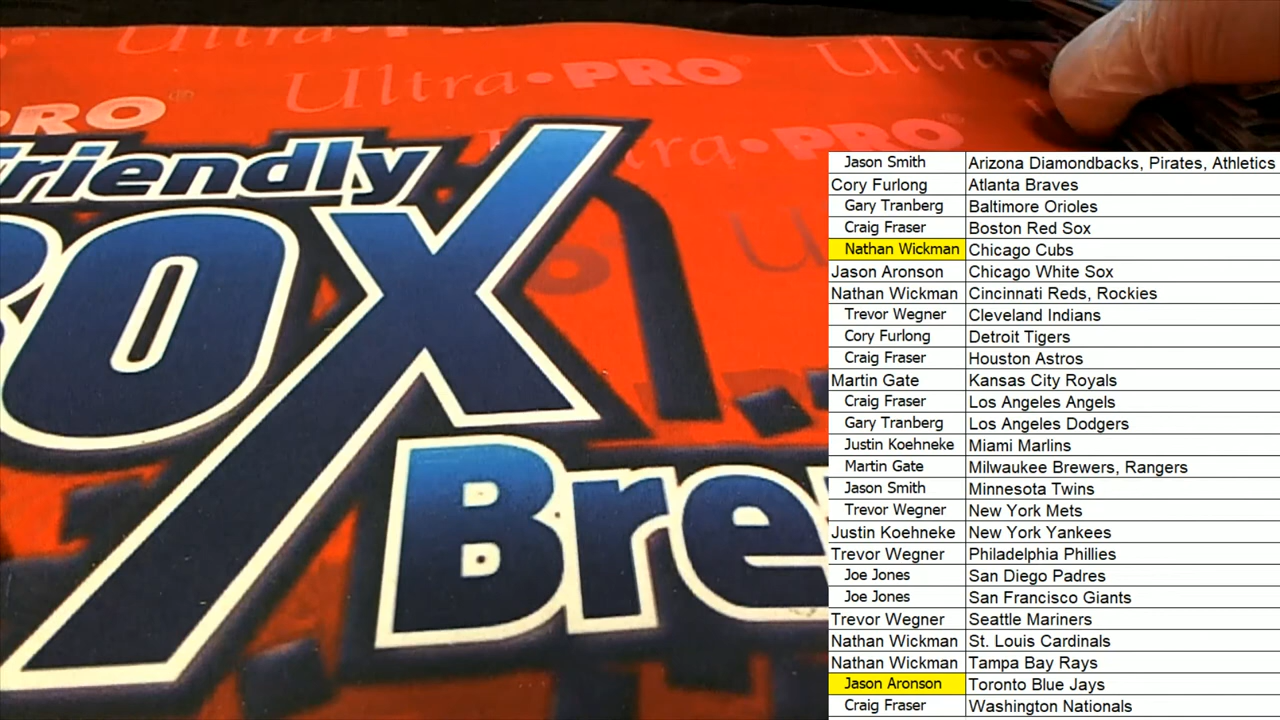 Ultra•PRO
Ultra•PRO®
Ultra•
PRO®
ra•PRO®
Friendly
BOX
Bre
Jason Smith Arizona Diamondbacks, Pirates, Athletics
Cory Furlong Atlanta Braves
Gary Tranberg Baltimore Orioles
Craig Fraser Boston Red Sox
Nathan Wickman Chicago Cubs
Jason Aronson Chicago White Sox
Nathan Wickman Cincinnati Reds, Rockies
Trevor Wegner Cleveland Indians
Cory Furlong Detroit Tigers
Craig Fraser Houston Astros
Martin Gate Kansas City Royals
Craig Fraser Los Angeles Angels
Gary Tranberg Los Angeles Dodgers
Justin Koehneke Miami Marlins
Martin Gate Milwaukee Brewers, Rangers
Jason Smith Minnesota Twins
Trevor Wegner New York Mets
Justin Koehneke New York Yankees
Trevor Wegner Philadelphia Phillies
Joe Jones San Diego Padres
Joe Jones San Francisco Giants
Trevor Wegner Seattle Mariners
Nathan Wickman St. Louis Cardinals
Nathan Wickman Tampa Bay Rays
Jason Aronson Toronto Blue Jays
Craig Fraser Washington Nationals